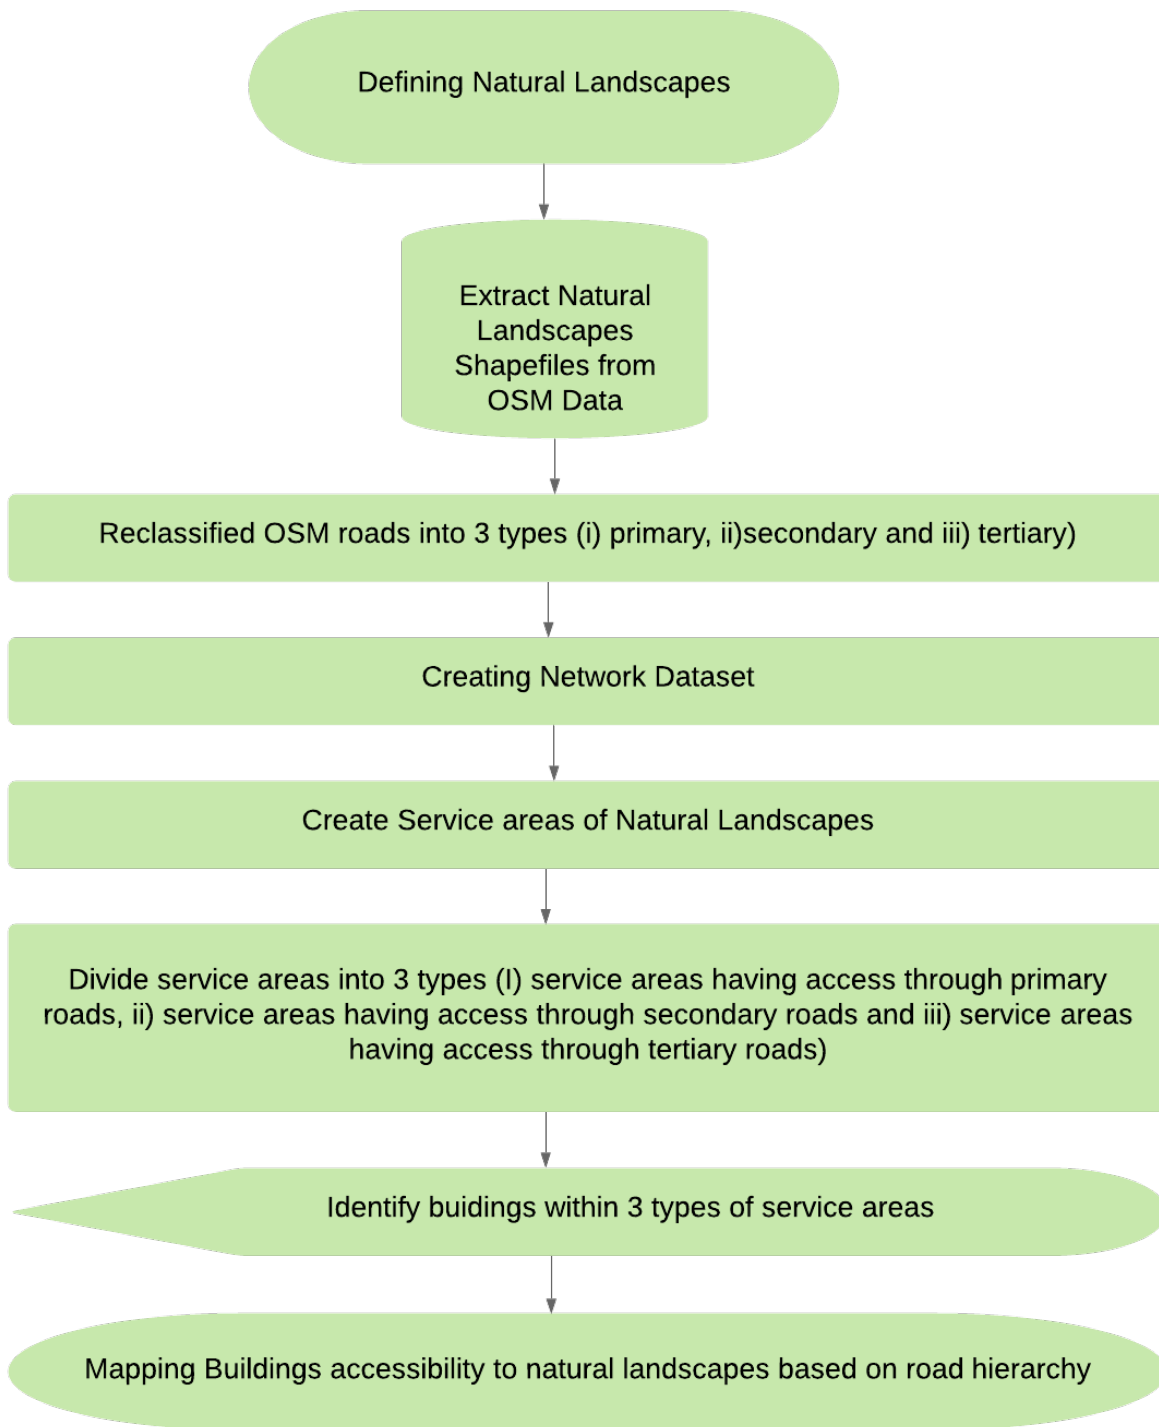 Defining Natural Landscapes
Extract Natural
Landscapes
Shapefiles from
OSM Data
Reclassified OSM roads into 3 types (i) primary, ii)secondary and iii) tertiary)
Creating Network Dataset
Create Service areas of Natural Landscapes
Divide service areas into 3 types (I) service areas having access through primary
roads, ii) service areas having access through secondary roads and iii) service areas
having access through tertiary roads)
Identify buidings within 3 types of service areas
Mapping Buildings accessibility to natural landscapes based on road hierarchy